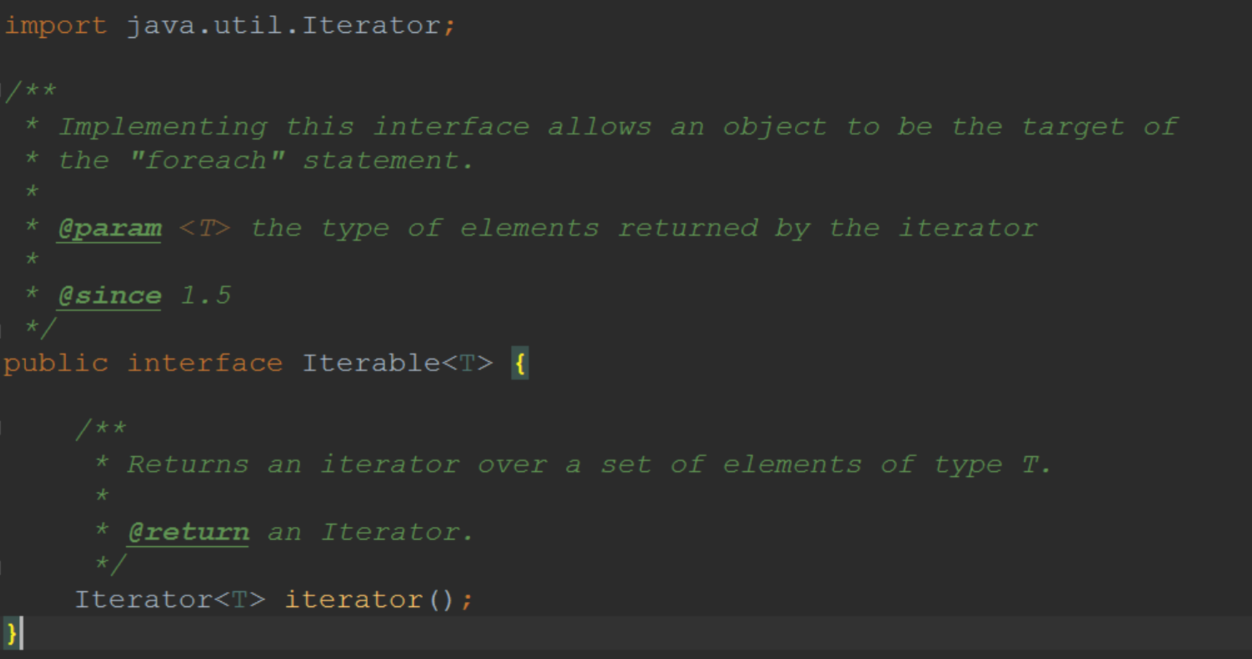 import java.util.Iterator;
/**
* Implementing this interface allows an object to be the target of
* the "foreach" statement.
*
* @param <T> the type of elements returned by the iterator
*
* @since 1.5
*/
public interface Iterable<T> {
/**
* Returns an iterator over a set of elements of type T.
*
* @return an Iterator.
*/
Iterator<T> iterator();
}